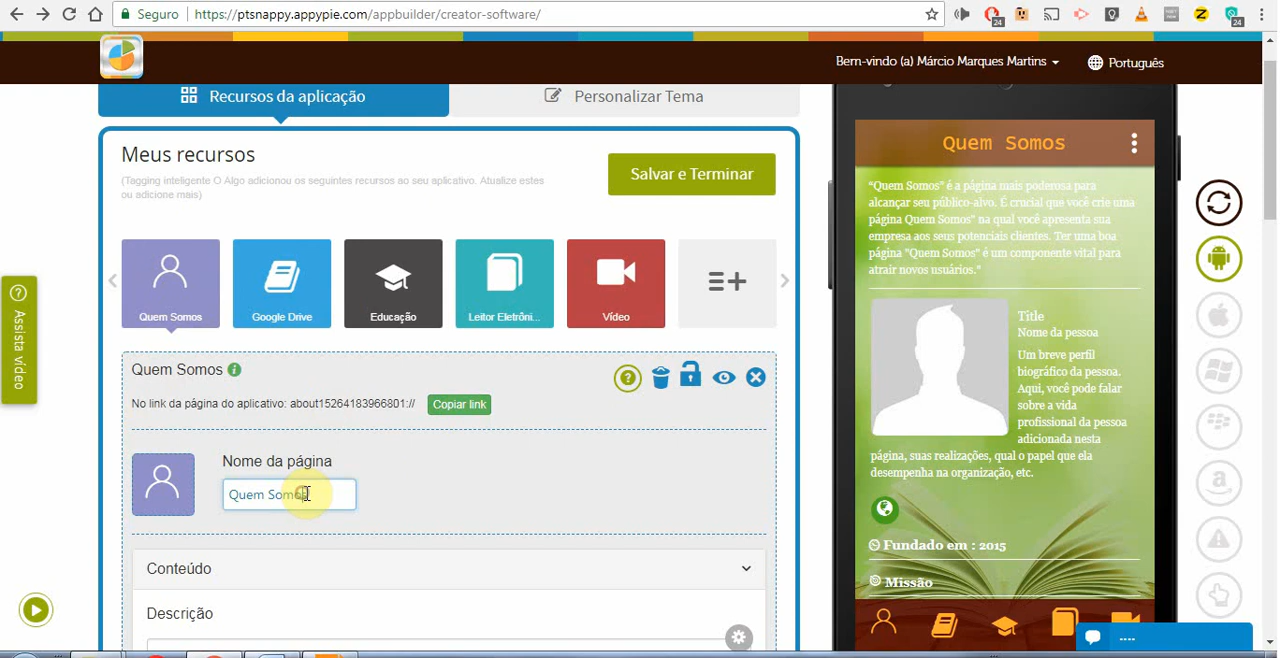 Seguro
https://ptsnappy.appypie.com/appbuilder/creator-software/
24
24
Bem-vindo (a) Márcio Marques Martins
Português
Recursos da aplicação
Personalizar Tema
Meus recursos
(Tagging inteligente O Algo adicionou os seguintes recursos ao seu aplicativo. Atualize estes
ou adicione mais)
Salvar e Terminar
Quem Somos
Google Drive
Educação
Leitor Eletrôni...
Vídeo
Assista vídeo
Quem Somos
No link da página do aplicativo: about15264183966801://
Copiar link
Nome da página
Quem Somos
Conteúdo
Descrição
Quem Somos
"Quem Somos" é a página mais poderosa para
alcançar seu público-alvo. É crucial que você crie uma
página Quem Somos" na qual você apresenta sua
empresa aos seus potenciais clientes. Ter uma boa
página "Quem Somos" é um componente vital para
atrair novos usuários."
Title
Nome da pessoa
Um breve perfil
biográfico da pessoa.
Aqui, você pode falar
sobre a vida
profissional da pessoa
adicionada nesta
página, suas realizações, qual o papel que ela
desempenha na organização, etc.
Fundado em : 2015
Missão
----